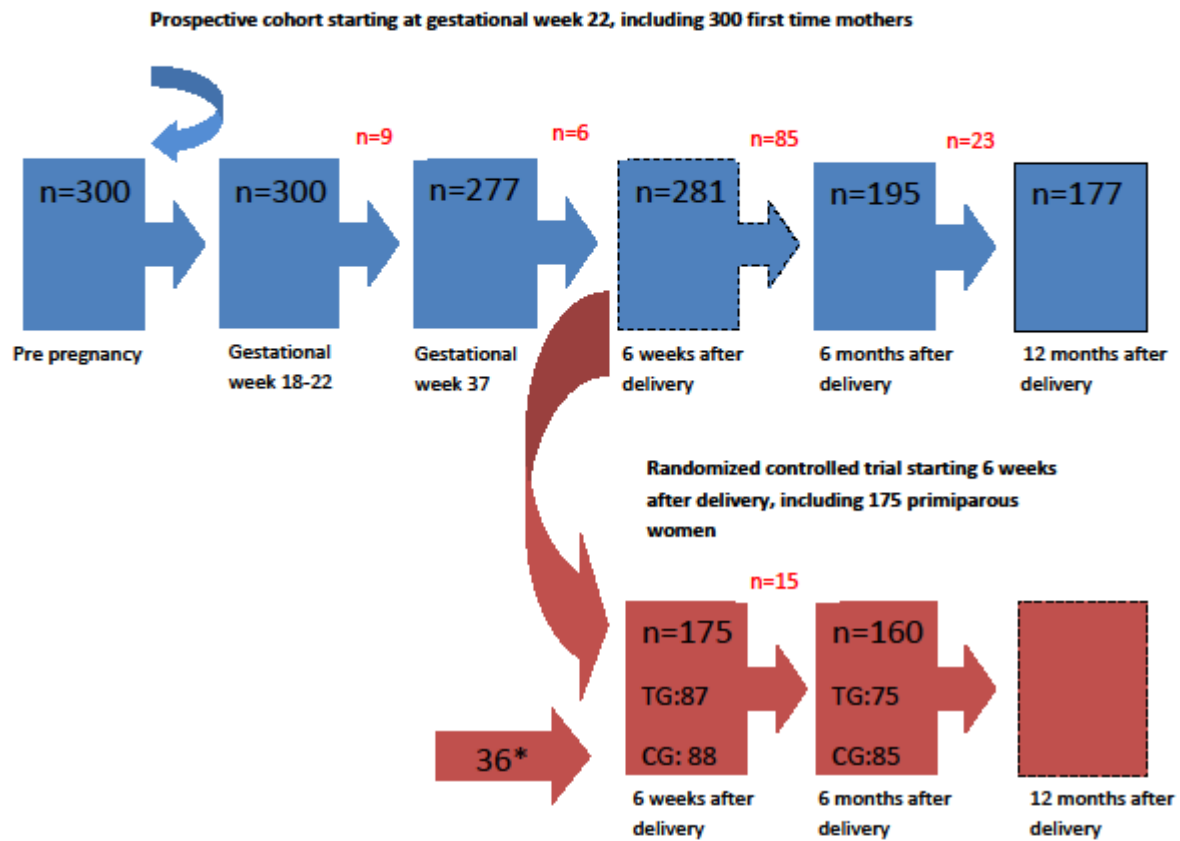 Prospective cohort starting at gestational week 22, including 300 first time mothers
n=9
n=6
n=85
n=23
n=300
n=300
n=277
n=281
n=195
n=177
Pre pregnancy
Gestational
week 18-22
Gestational
week 37
6 weeks after
delivery
6 months after
delivery
12 months after
delivery
Randomized controlled trial starting 6 weeks
after delivery, including 175 primiparous
women
n=15
n=175
TG:87
CG: 88
n=160
TG:75
CG:85
36*
6 weeks after
delivery
6 months after
delivery
12 months after
delivery